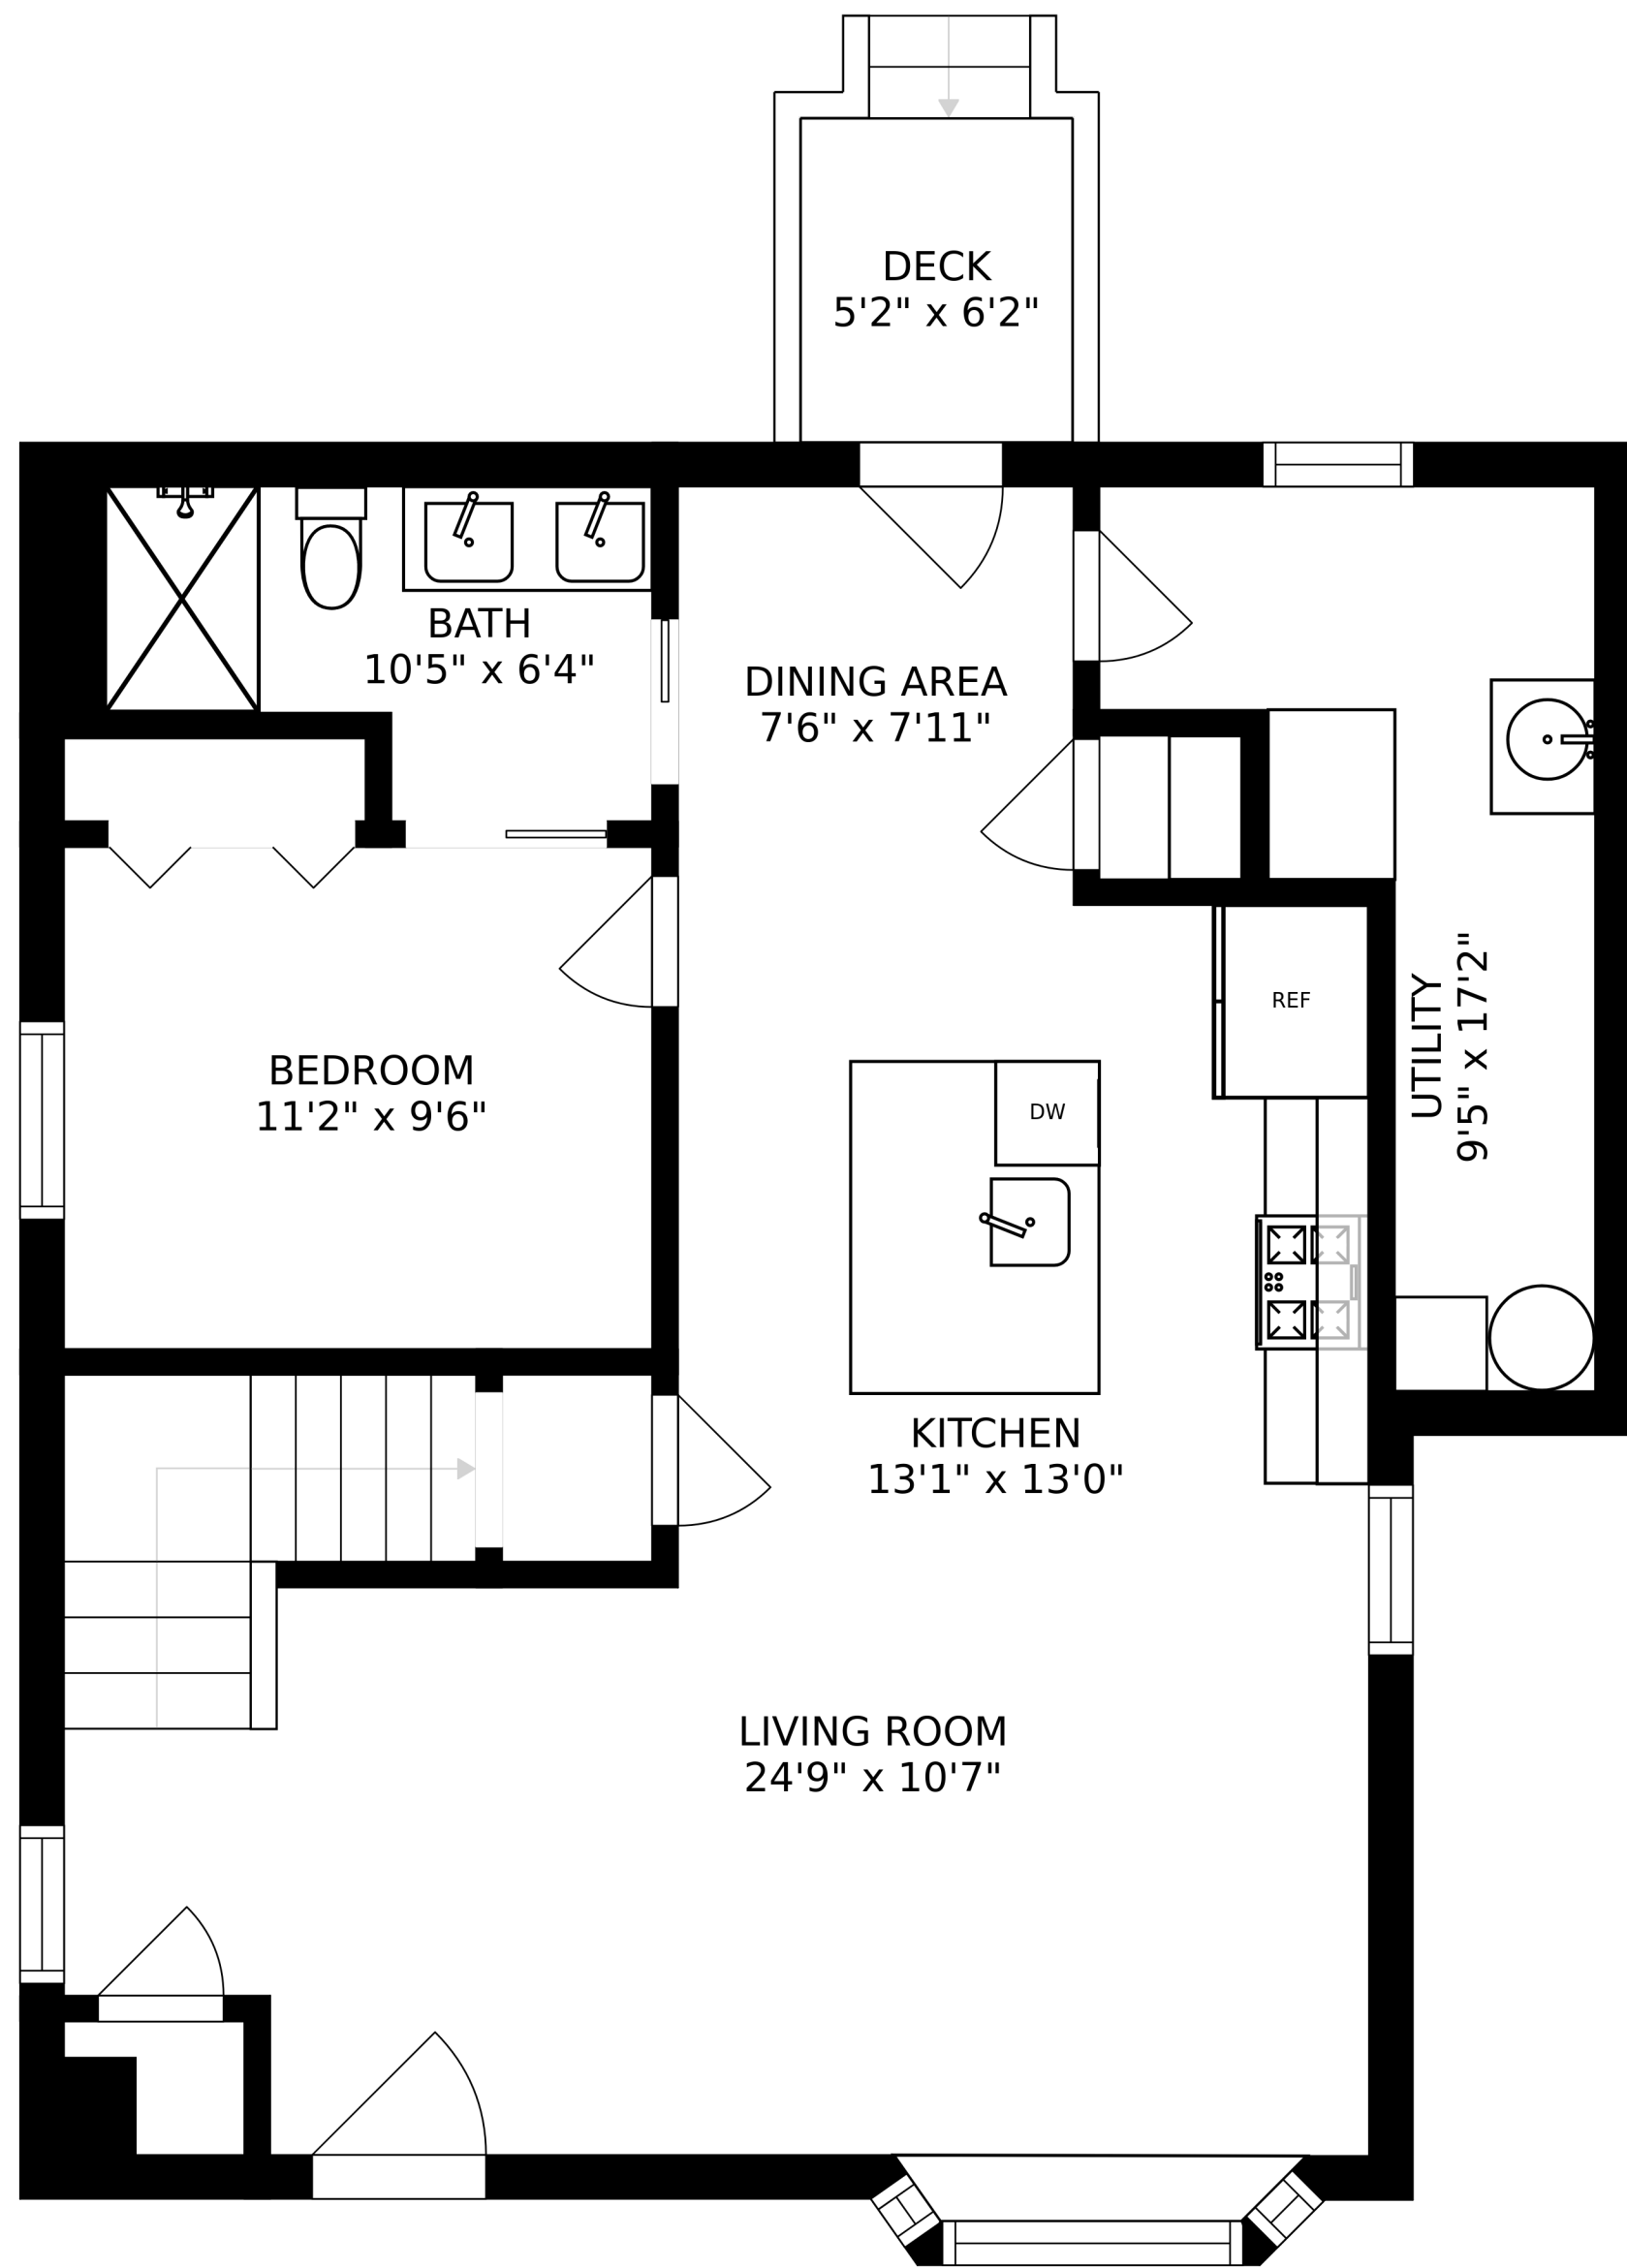 DECK
5'2" x 6'2"
BATH
10'5" x 6'4"
DINING AREA
7'6" x 7'11"
REF
UTILITY
9'5" x 17'2"
BEDROOM
11'2" x 9'6"
DW
KITCHEN
13'1" x 13'0"
LIVING ROOM
24'9" x 10'7"